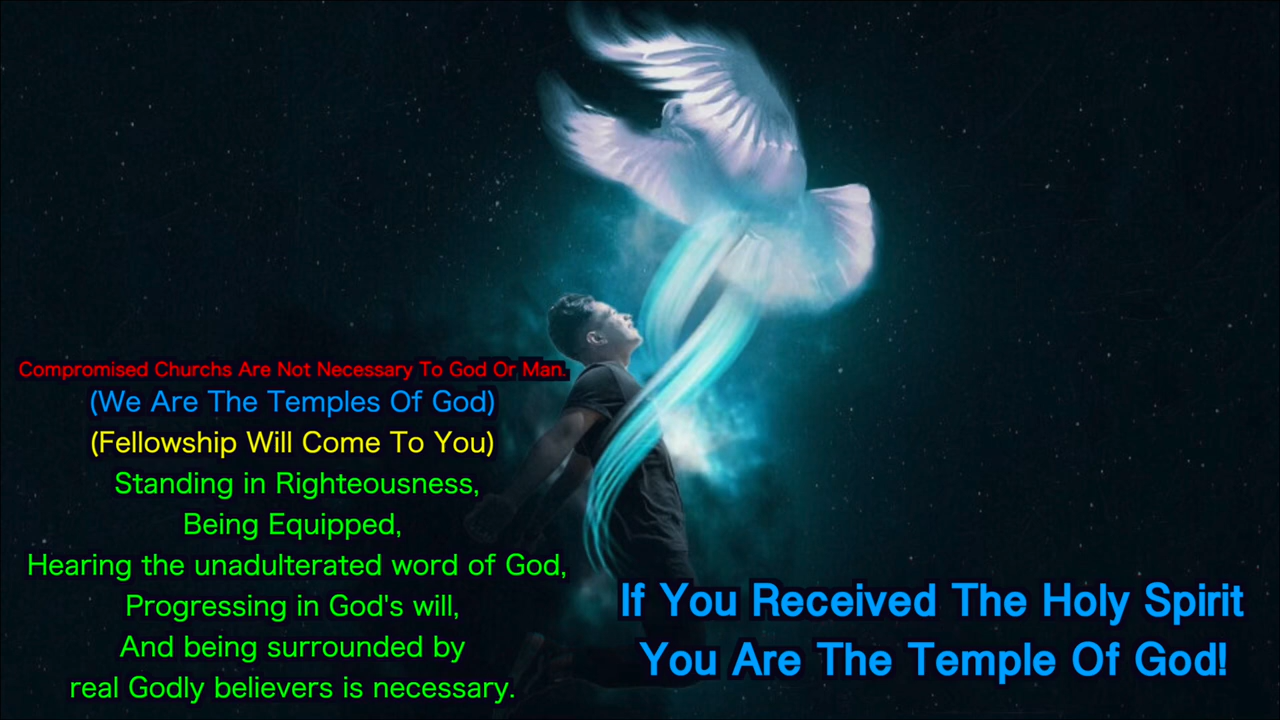 Compromised Churchs Are Not Necessary To God Or Man.
(We Are The Temples Of God)
(Fellowship Will Come To You)
Standing in Righteousness,
Being Equipped,
Hearing the unadulterated word of God,
Progressing in God's will,
And being surrounded by
real Godly believers is necessary.
If You Received The Holy Spirit
You Are The Temple Of God!